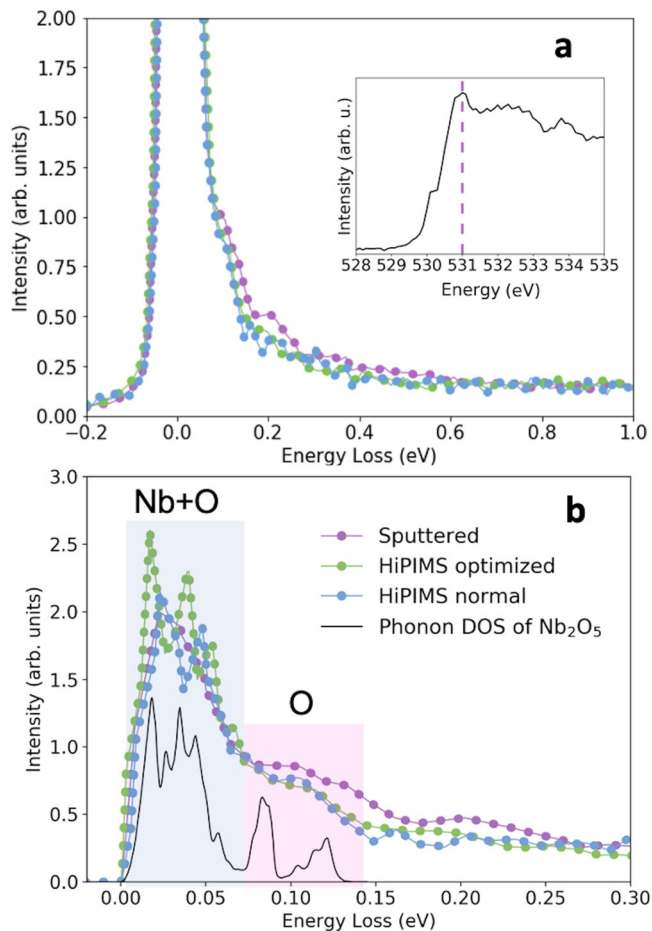 a
2.00
1.75
1.50
1.25
1.00
0.75
0.50
0.25
0.00
Intensity (arb. units)
−0.2 0.0 0.2 0.4 0.6 0.8 1.0
Energy Loss (eV)
Intensity (arb. u.)
528 529 530 531 532 533 534 535
Energy (eV)
b
3.0
2.5
2.0
1.5
1.0
0.5
0.0
Intensity (arb. units)
Nb+O
O
Sputtered
HiPIMS optimized
HiPIMS normal
Phonon DOS of Nb₂O₅
0.00 0.05 0.10 0.15 0.20 0.25 0.30
Energy Loss (eV)